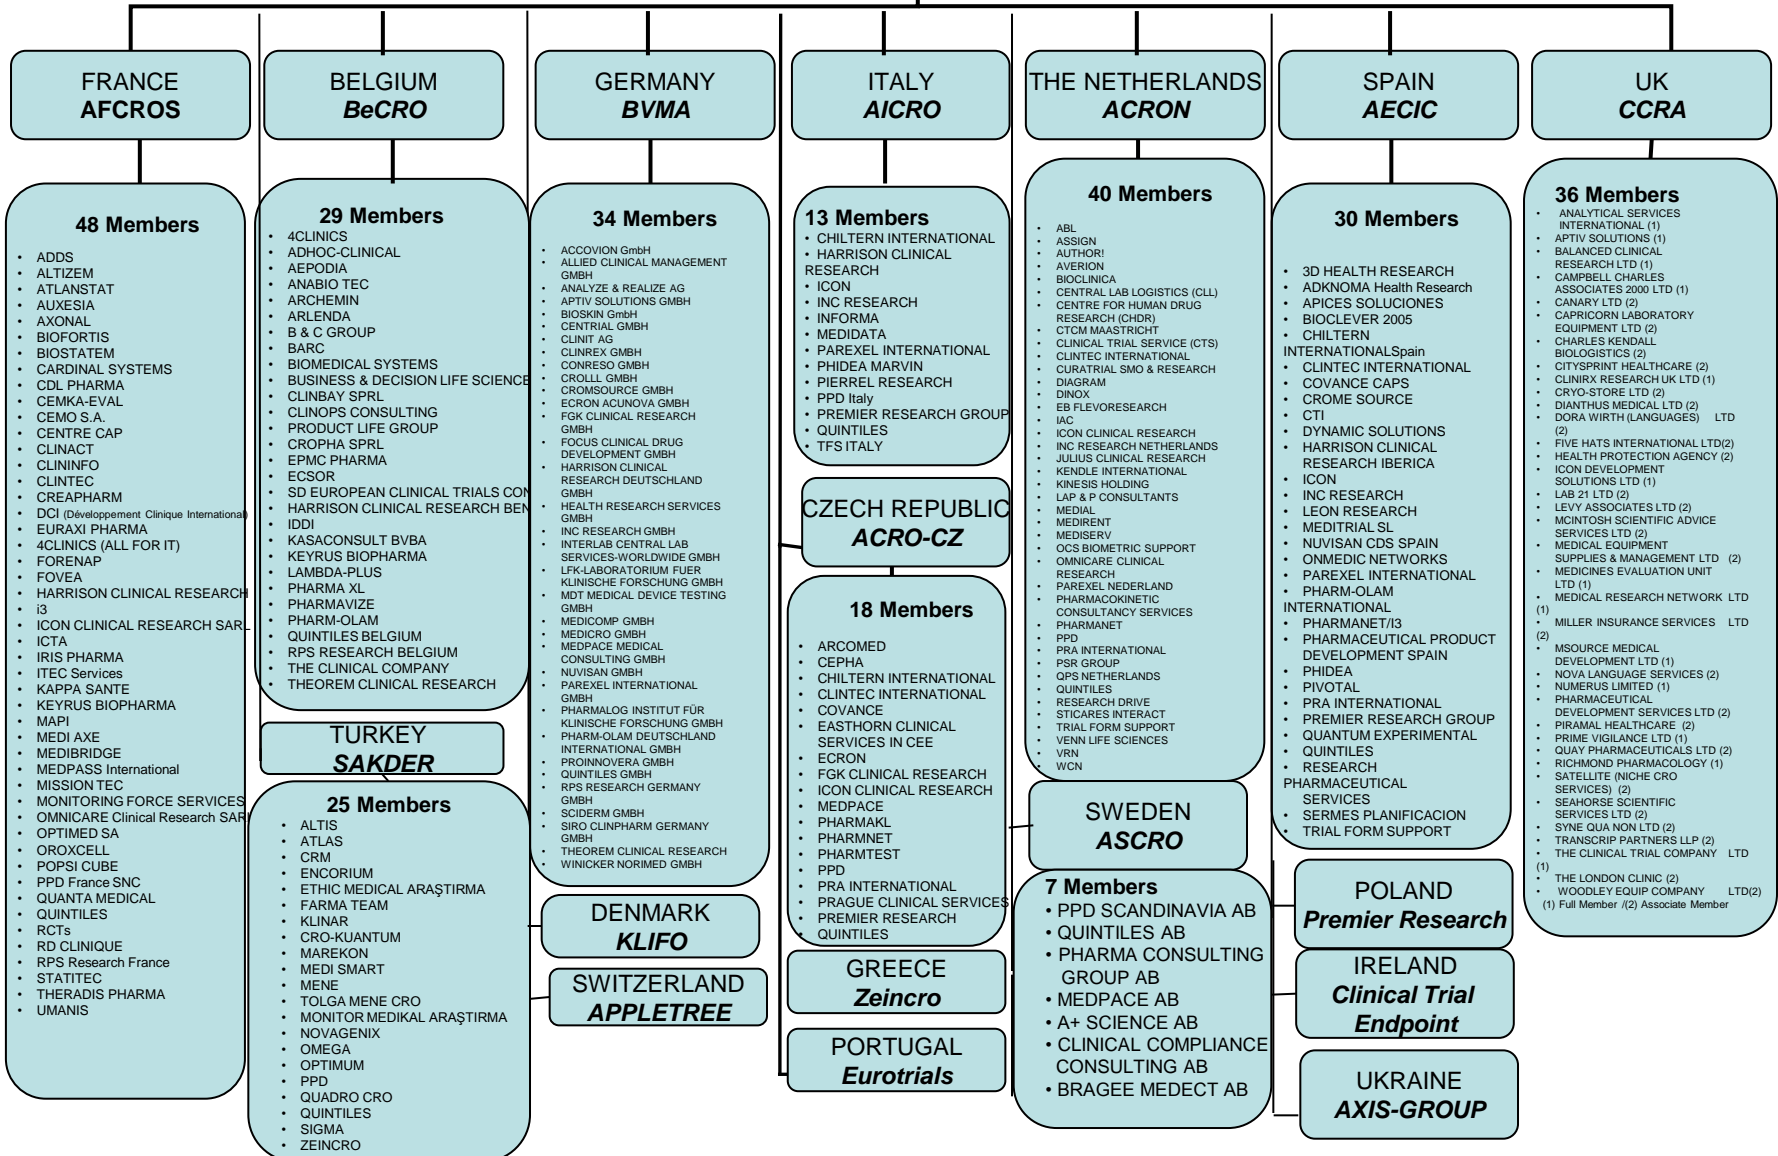 FRANCE
AFCROS
48 Members
• ADDS
• ALTIZEM
• ATLANSTAT
• AUXESIA
• AXONAL
• BIOFORTIS
• BIOSTATEM
• CARDINAL SYSTEMS
• CDL PHARMA
• CEMKA-EVAL
• CEMO S.A.
• CENTRE CAP
• CLINACT
• CLININFO
• CLINTEC
• CREAPHARM
• DCI (Développement Clinique International)
• EURAXI PHARMA
• 4CLINICS (ALL FOR IT)
• FORENAP
• FOVEA
• HARRISON CLINICAL RESEARCH
• i3
• ICON CLINICAL RESEARCH SARL
• ICTA
• IRIS PHARMA
• ITEC Services
• KAPPA SANTE
• KEYRUS BIOPHARMA
• MAPI
• MEDI AXE
• MEDIBRIDGE
• MEDPASS International
• MISSION TEC
• MONITORING FORCE SERVICES
• OMNICARE Clinical Research SARL
• OPTIMED SA
• OROXCELL
• POPSI CUBE
• PPD France SNC
• QUANTA MEDICAL
• QUINTILES
• RCTs
• RD CLINIQUE
• RPS Research France
• STATITEC
• THERADIS PHARMA
• UMANIS
BELGIUM
BeCRO
29 Members
• 4CLINICS
• ADHOC-CLINICAL
• AEPODIA
• ANABIO TEC
• ARCHEMIN
• ARLENDA
• B & C GROUP
• BARC
• BIOMEDICAL SYSTEMS
• BUSINESS & DECISION LIFE SCIENCE
• CLINBAY SPRL
• CLINOPS CONSULTING
• PRODUCT LIFE GROUP
• CROPHA SPRL
• EPMC PHARMA
• ECSOR
• SD EUROPEAN CLINICAL TRIALS CON
• HARRISON CLINICAL RESEARCH BEN
• IDDI
• KASACONSULT BVBA
• KEYRUS BIOPHARMA
• LAMBDA-PLUS
• PHARMA XL
• PHARMAVIZE
• PHARM-OLAM
• QUINTILES BELGIUM
• RPS RESEARCH BELGIUM
• THE CLINICAL COMPANY
• THEOREM CLINICAL RESEARCH
TURKEY
SAKDER
25 Members
• ALTIS
• ATLAS
• CRM
• ENCORIUM
• ETHIC MEDICAL ARAŞTIRMA
• FARMA TEAM
• KLINAR
• CRO-KUANTUM
• MAREKON
• MEDI SMART
• MENE
• TOLGA MENE CRO
• MONITOR MEDIKAL ARAŞTIRMA
• NOVAGENIX
• OMEGA
• OPTIMUM
• PPD
• QUADRO CRO
• QUINTILES
• SIGMA
• ZEINCRO
GERMANY
BVMA
34 Members
• ACCOVION GmbH
• ALLIED CLINICAL MANAGEMENT
GMBH
• ANALYZE & REALIZE AG
• APTIV SOLUTIONS GMBH
• BIOSKIN GmbH
• CENTRIAL GMBH
• CLINIT AG
• CLINREX GMBH
• CONRESO GMBH
• CROLLL GMBH
• CROMSOURCE GMBH
• ECRON ACUNOVA GMBH
• FGK CLINICAL RESEARCH
GMBH
• FOCUS CLINICAL DRUG
DEVELOPMENT GMBH
• HARRISON CLINICAL
RESEARCH DEUTSCHLAND
GMBH
• HEALTH RESEARCH SERVICES
GMBH
• INC RESEARCH GMBH
• INTERLAB CENTRAL LAB
SERVICES-WORLDWIDE GMBH
• LFK-LABORATORIUM FUER
KLINISCHE FORSCHUNG GMBH
• MDT MEDICAL DEVICE TESTING
GMBH
• MEDICOMP GMBH
• MEDICRO GMBH
• MEDPACE MEDICAL
CONSULTING GMBH
• NUVISAN GMBH
• PAREXEL INTERNATIONAL
GMBH
• PHARMALOG INSTITUT FÜR
KLINISCHE FORSCHUNG GMBH
• PHARM-OLAM DEUTSCHLAND
INTERNATIONAL GMBH
• PROINNOVERA GMBH
• QUINTILES GMBH
• RPS RESEARCH GERMANY
GMBH
• SCIDERM GMBH
• SIRO CLINPHARM GERMANY
GMBH
• THEOREM CLINICAL RESEARCH
• WINICKER NORIMED GMBH
DENMARK
KLIFO
SWITZERLAND
APPLETREE
ITALY
AICRO
13 Members
• CHILTERN INTERNATIONAL
• HARRISON CLINICAL
RESEARCH
• ICON
• INC RESEARCH
• INFORMA
• MEDIDATA
• PAREXEL INTERNATIONAL
• PHIDEA MARVIN
• PIERREL RESEARCH
• PPD Italy
• PREMIER RESEARCH GROUP
• QUINTILES
• TFS ITALY
CZECH REPUBLIC
ACRO-CZ
18 Members
• ARCOMED
• CEPHA
• CHILTERN INTERNATIONAL
• CLINTEC INTERNATIONAL
• COVANCE
• EASTHORN CLINICAL
SERVICES IN CEE
• ECRON
• FGK CLINICAL RESEARCH
• ICON CLINICAL RESEARCH
• MEDPACE
• PHARMAKL
• PHARMNET
• PHARMTEST
• PPD
• PRA INTERNATIONAL
• PRAGUE CLINICAL SERVICES
• PREMIER RESEARCH
• QUINTILES
GREECE
Zeincro
PORTUGAL
Eurotrials
THE NETHERLANDS
ACRON
40 Members
• ABL
• ASSIGN
• AUTHOR!
• AVERION
• BIOCLINICA
• CENTRAL LAB LOGISTICS (CLL)
• CENTRE FOR HUMAN DRUG
RESEARCH (CHDR)
• CTCM MAASTRICHT
• CLINICAL TRIAL SERVICE (CTS)
• CLINTEC INTERNATIONAL
• CURATRIAL SMO & RESEARCH
• DIAGRAM
• DINOX
• EB FLEVORESEARCH
• IAC
• ICON CLINICAL RESEARCH
• INC RESEARCH NETHERLANDS
• JULIUS CLINICAL RESEARCH
• KENDLE INTERNATIONAL
• KINESIS HOLDING
• LAP & P CONSULTANTS
• MEDIAL
• MEDIRENT
• MEDISERV
• OCS BIOMETRIC SUPPORT
• OMNICARE CLINICAL
RESEARCH
• PAREXEL NEDERLAND
• PHARMACOKINETIC
CONSULTANCY SERVICES
• PHARMANET
• PPD
• PRA INTERNATIONAL
• PSR GROUP
• QPS NETHERLANDS
• QUINTILES
• RESEARCH DRIVE
• STICARES INTERACT
• TRIAL FORM SUPPORT
• VENN LIFE SCIENCES
• VRN
• WCN
SWEDEN
ASCRO
7 Members
• PPD SCANDINAVIA AB
• QUINTILES AB
• PHARMA CONSULTING
GROUP AB
• MEDPACE AB
• A+ SCIENCE AB
• CLINICAL COMPLIANCE
CONSULTING AB
• BRAGEE MEDECT AB
SPAIN
AECIC
30 Members
• 3D HEALTH RESEARCH
• ADKNOMA Health Research
• APICES SOLUCIONES
• BIOCLEVER 2005
• CHILTERN
INTERNATIONALSpain
• CLINTEC INTERNATIONAL
• COVANCE CAPS
• CROME SOURCE
• CTI
• DYNAMIC SOLUTIONS
• HARRISON CLINICAL
RESEARCH IBERICA
• ICON
• INC RESEARCH
• LEON RESEARCH
• MEDITRIAL SL
• NUVISAN CDS SPAIN
• ONMEDIC NETWORKS
• PAREXEL INTERNATIONAL
• PHARM-OLAM
INTERNATIONAL
• PHARMANET/I3
• PHARMACEUTICAL PRODUCT
DEVELOPMENT SPAIN
• PHIDEA
• PIVOTAL
• PRA INTERNATIONAL
• PREMIER RESEARCH GROUP
• QUANTUM EXPERIMENTAL
• QUINTILES
• RESEARCH
PHARMACEUTICAL
SERVICES
• SERMES PLANIFICACION
• TRIAL FORM SUPPORT
POLAND
Premier Research
IRELAND
Clinical Trial
Endpoint
UKRAINE
AXIS-GROUP
UK
CCRA
36 Members
• ANALYTICAL SERVICES
INTERNATIONAL (1)
• APTIV SOLUTIONS (1)
• BALANCED CLINICAL
RESEARCH LTD (1)
• CAMPBELL CHARLES
ASSOCIATES 2000 LTD (1)
• CANARY LTD (2)
• CAPRICORN LABORATORY
EQUIPMENT LTD (2)
• CHARLES KENDALL
BIOLOGISTICS (2)
• CITYSPRINT HEALTHCARE (2)
• CLINIRX RESEARCH UK LTD (1)
• CRYO-STORE LTD (2)
• DIANTHUS MEDICAL LTD (2)
• DORA WIRTH (LANGUAGES) LTD
(2)
• FIVE HATS INTERNATIONAL LTD(2)
• HEALTH PROTECTION AGENCY (2)
• ICON DEVELOPMENT
SOLUTIONS LTD (1)
• LAB 21 LTD (2)
• LEVY ASSOCIATES LTD (2)
• MCINTOSH SCIENTIFIC ADVICE
SERVICES LTD (2)
• MEDICAL EQUIPMENT
SUPPLIES & MANAGEMENT LTD (2)
• MEDICINES EVALUATION UNIT
LTD (1)
• MEDICAL RESEARCH NETWORK LTD
(1)
• MILLER INSURANCE SERVICES LTD
(2)
• MSOURCE MEDICAL
DEVELOPMENT LTD (1)
• NOVA LANGUAGE SERVICES (2)
• NUMERUS LIMITED (1)
• PHARMACEUTICAL
DEVELOPMENT SERVICES LTD (2)
• PIRAMAL HEALTHCARE (2)
• PRIME VIGILANCE LTD (1)
• QUAY PHARMACEUTICALS LTD (2)
• RICHMOND PHARMACOLOGY (1)
• SATELLITE (NICHE CRO
SERVICES) (2)
• SEAHORSE SCIENTIFIC
SERVICES LTD (2)
• SYNE QUA NON LTD (2)
• TRANSCRIP PARTNERS LLP (2)
• THE CLINICAL TRIAL COMPANY LTD
(1)
• THE LONDON CLINIC (2)
• WOODLEY EQUIP COMPANY LTD(2)
(1) Full Member /(2) Associate Member